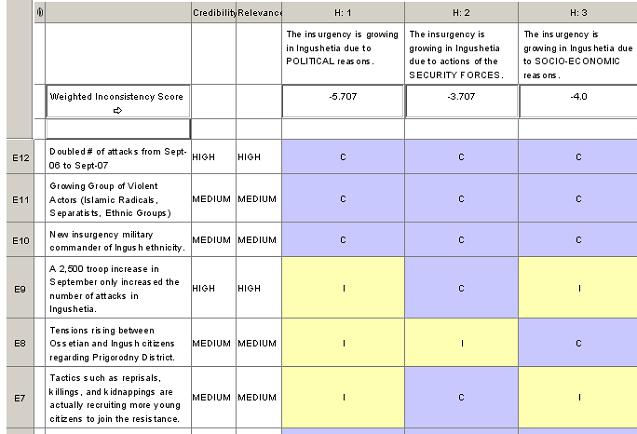 Credibility Relevance H: 1 H: 2 H: 3
The insurgency is growing
in Ingushetia due to
POLITICAL reasons.
The insurgency is
growing in Ingushetia
due to actions of the
SECURITY FORCES.
The insurgency is
growing in Ingushetia due
to SOCIO-ECONOMIC
reasons.
Weighted Inconsistency Score
⇨
-5.707 -3.707 -4.0
E12 Doubled # of attacks from Sept-
06 to Sept-07
HIGH HIGH C C C
E11 Growing Group of Violent
Actors (Islamic Radicals,
Separatists, Ethnic Groups)
MEDIUM MEDIUM C C C
E10 New insurgency military
commander of Ingush ethnicity.
MEDIUM MEDIUM C C C
E9 A 2,500 troop increase in
September only increased the
number of attacks in
Ingushetia.
HIGH HIGH I C I
E8 Tensions rising between
Ossetian and Ingush citizens
regarding Prigorodny District.
MEDIUM MEDIUM I I C
E7 Tactics such as reprisals,
killings, and kidnappings are
actually recruiting more young
citizens to join the resistance.
MEDIUM MEDIUM I C I